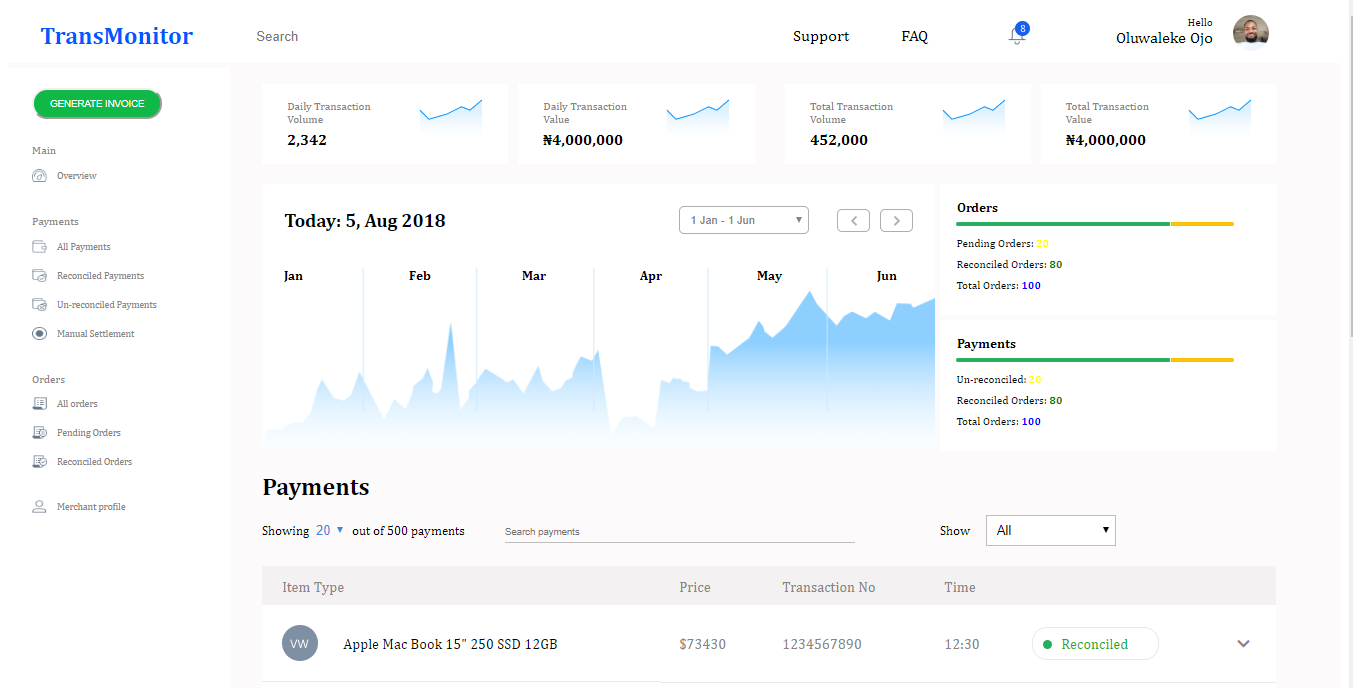 TransMonitor
Search
Support
FAQ
8
Hello
Oluwaleke Ojo
GENERATE INVOICE
Main
Overview
Payments
All Payments
Reconciled Payments
Un-reconciled Payments
Manual Settlement
Orders
All orders
Pending Orders
Reconciled Orders
Merchant profile
Daily Transaction
Volume
2,342
Daily Transaction
Value
₦4,000,000
Total Transaction
Volume
452,000
Total Transaction
Value
₦4,000,000
Today: 5, Aug 2018
1 Jan - 1 Jun
Jan
Feb
Mar
Apr
May
Jun
Orders
Pending Orders: 20
Reconciled Orders: 80
Total Orders: 100
Payments
Un-reconciled: 20
Reconciled Orders: 80
Total Orders: 100
Payments
Showing 20 out of 500 payments
Search payments
Show
All
Item Type
Price
Transaction No
Time
VW
Apple Mac Book 15" 250 SSD 12GB
$73430
1234567890
12:30
Reconciled